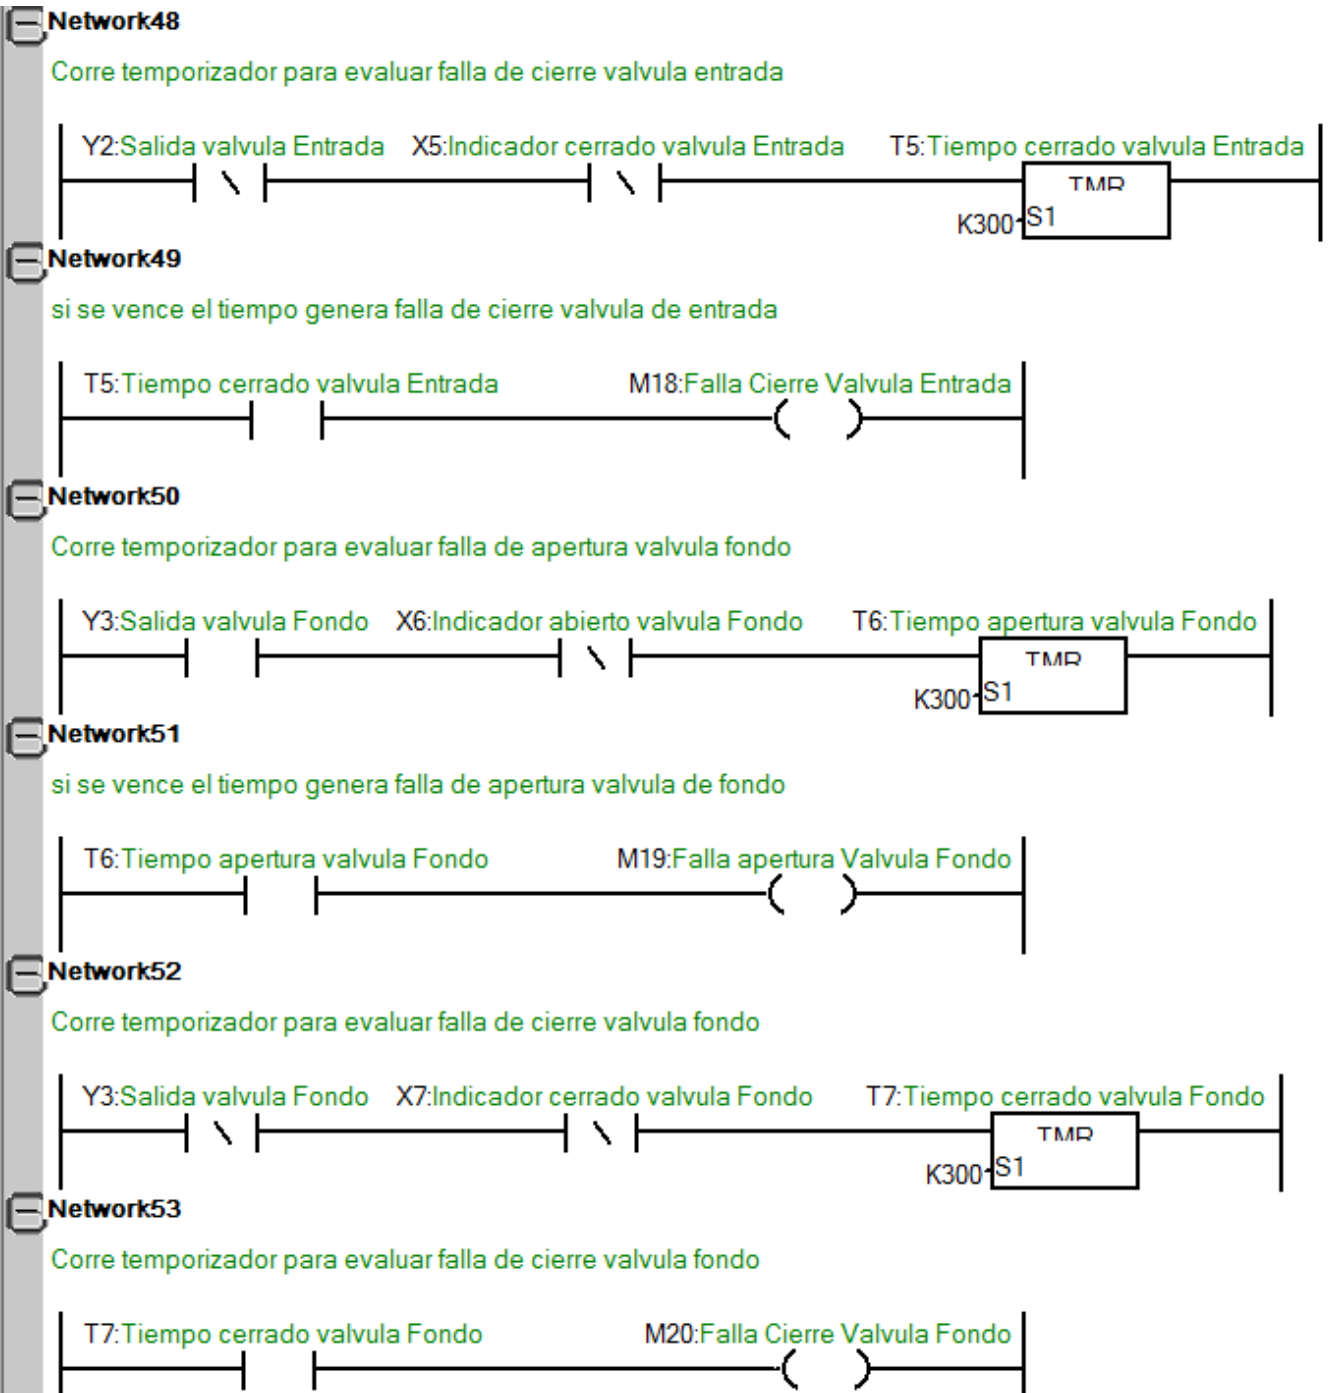 Network48
Corre temporizador para evaluar falla de cierre valvula entrada
Y2:Salida valvula Entrada X5:Indicador cerrado valvula Entrada T5:Tiempo cerrado valvula Entrada
TMR
K300 S1
Network49
si se vence el tiempo genera falla de cierre valvula de entrada
T5:Tiempo cerrado valvula Entrada M18:Falla Cierre Valvula Entrada
Network50
Corre temporizador para evaluar falla de apertura valvula fondo
Y3:Salida valvula Fondo X6:Indicador abierto valvula Fondo T6:Tiempo apertura valvula Fondo
TMR
K300 S1
Network51
si se vence el tiempo genera falla de apertura valvula de fondo
T6:Tiempo apertura valvula Fondo M19:Falla apertura Valvula Fondo
Network52
Corre temporizador para evaluar falla de cierre valvula fondo
Y3:Salida valvula Fondo X7:Indicador cerrado valvula Fondo T7:Tiempo cerrado valvula Fondo
TMR
K300 S1
Network53
Corre temporizador para evaluar falla de cierre valvula fondo
T7:Tiempo cerrado valvula Fondo M20:Falla Cierre Valvula Fondo